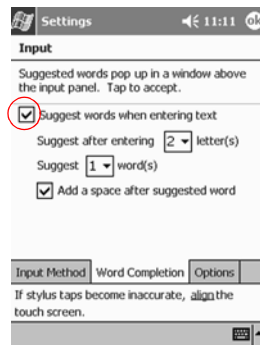 Settings 11:11 ok
Input
Suggested words pop up in a window above
the input panel. Tap to accept.
Suggest words when entering text
Suggest after entering 2 letter(s)
Suggest 1 word(s)
Add a space after suggested word
Input Method Word Completion Options
If stylus taps become inaccurate, align the
touch screen.